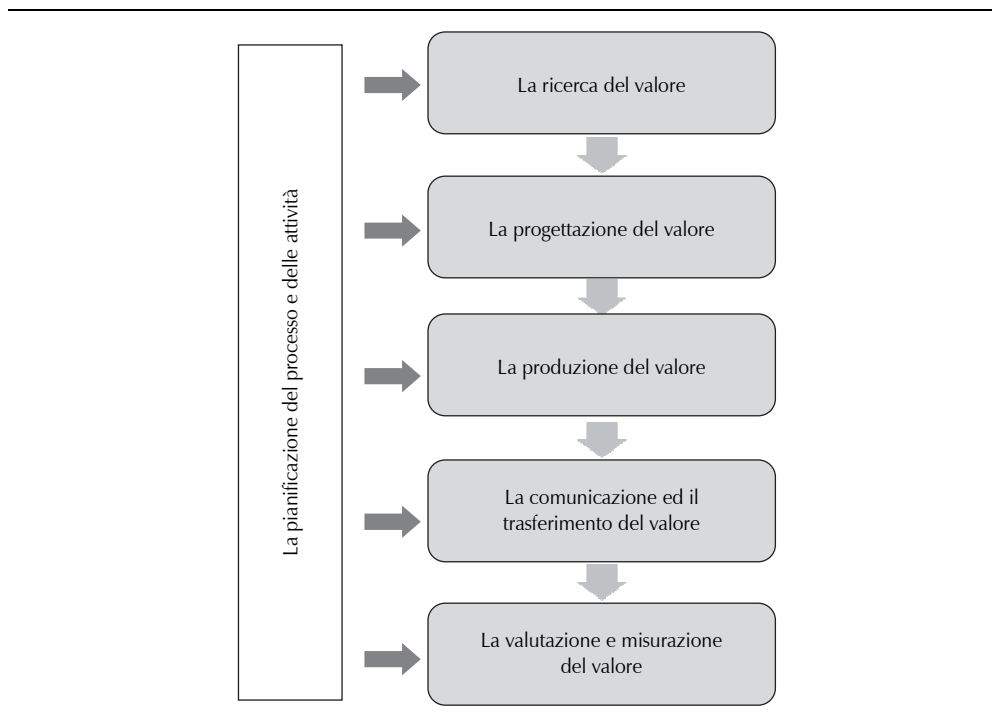 La pianificazione del processo e delle attività
La ricerca del valore
La progettazione del valore
La produzione del valore
La comunicazione ed il
trasferimento del valore
La valutazione e misurazione
del valore